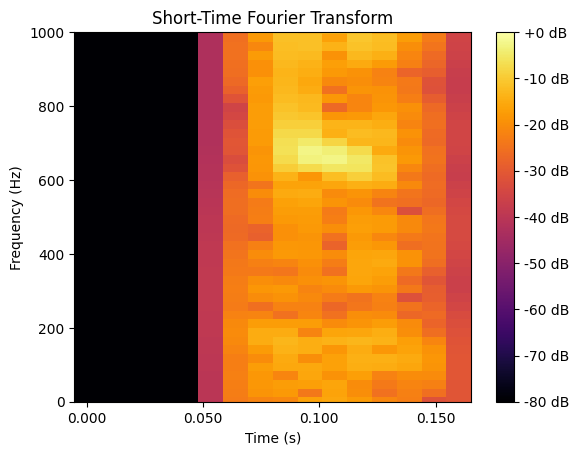 Short-Time Fourier Transform
1000
800
600
400
200
0
Frequency (Hz)
0.000
0.050
0.100
0.150
Time (s)
+0 dB
-10 dB
-20 dB
-30 dB
-40 dB
-50 dB
-60 dB
-70 dB
-80 dB